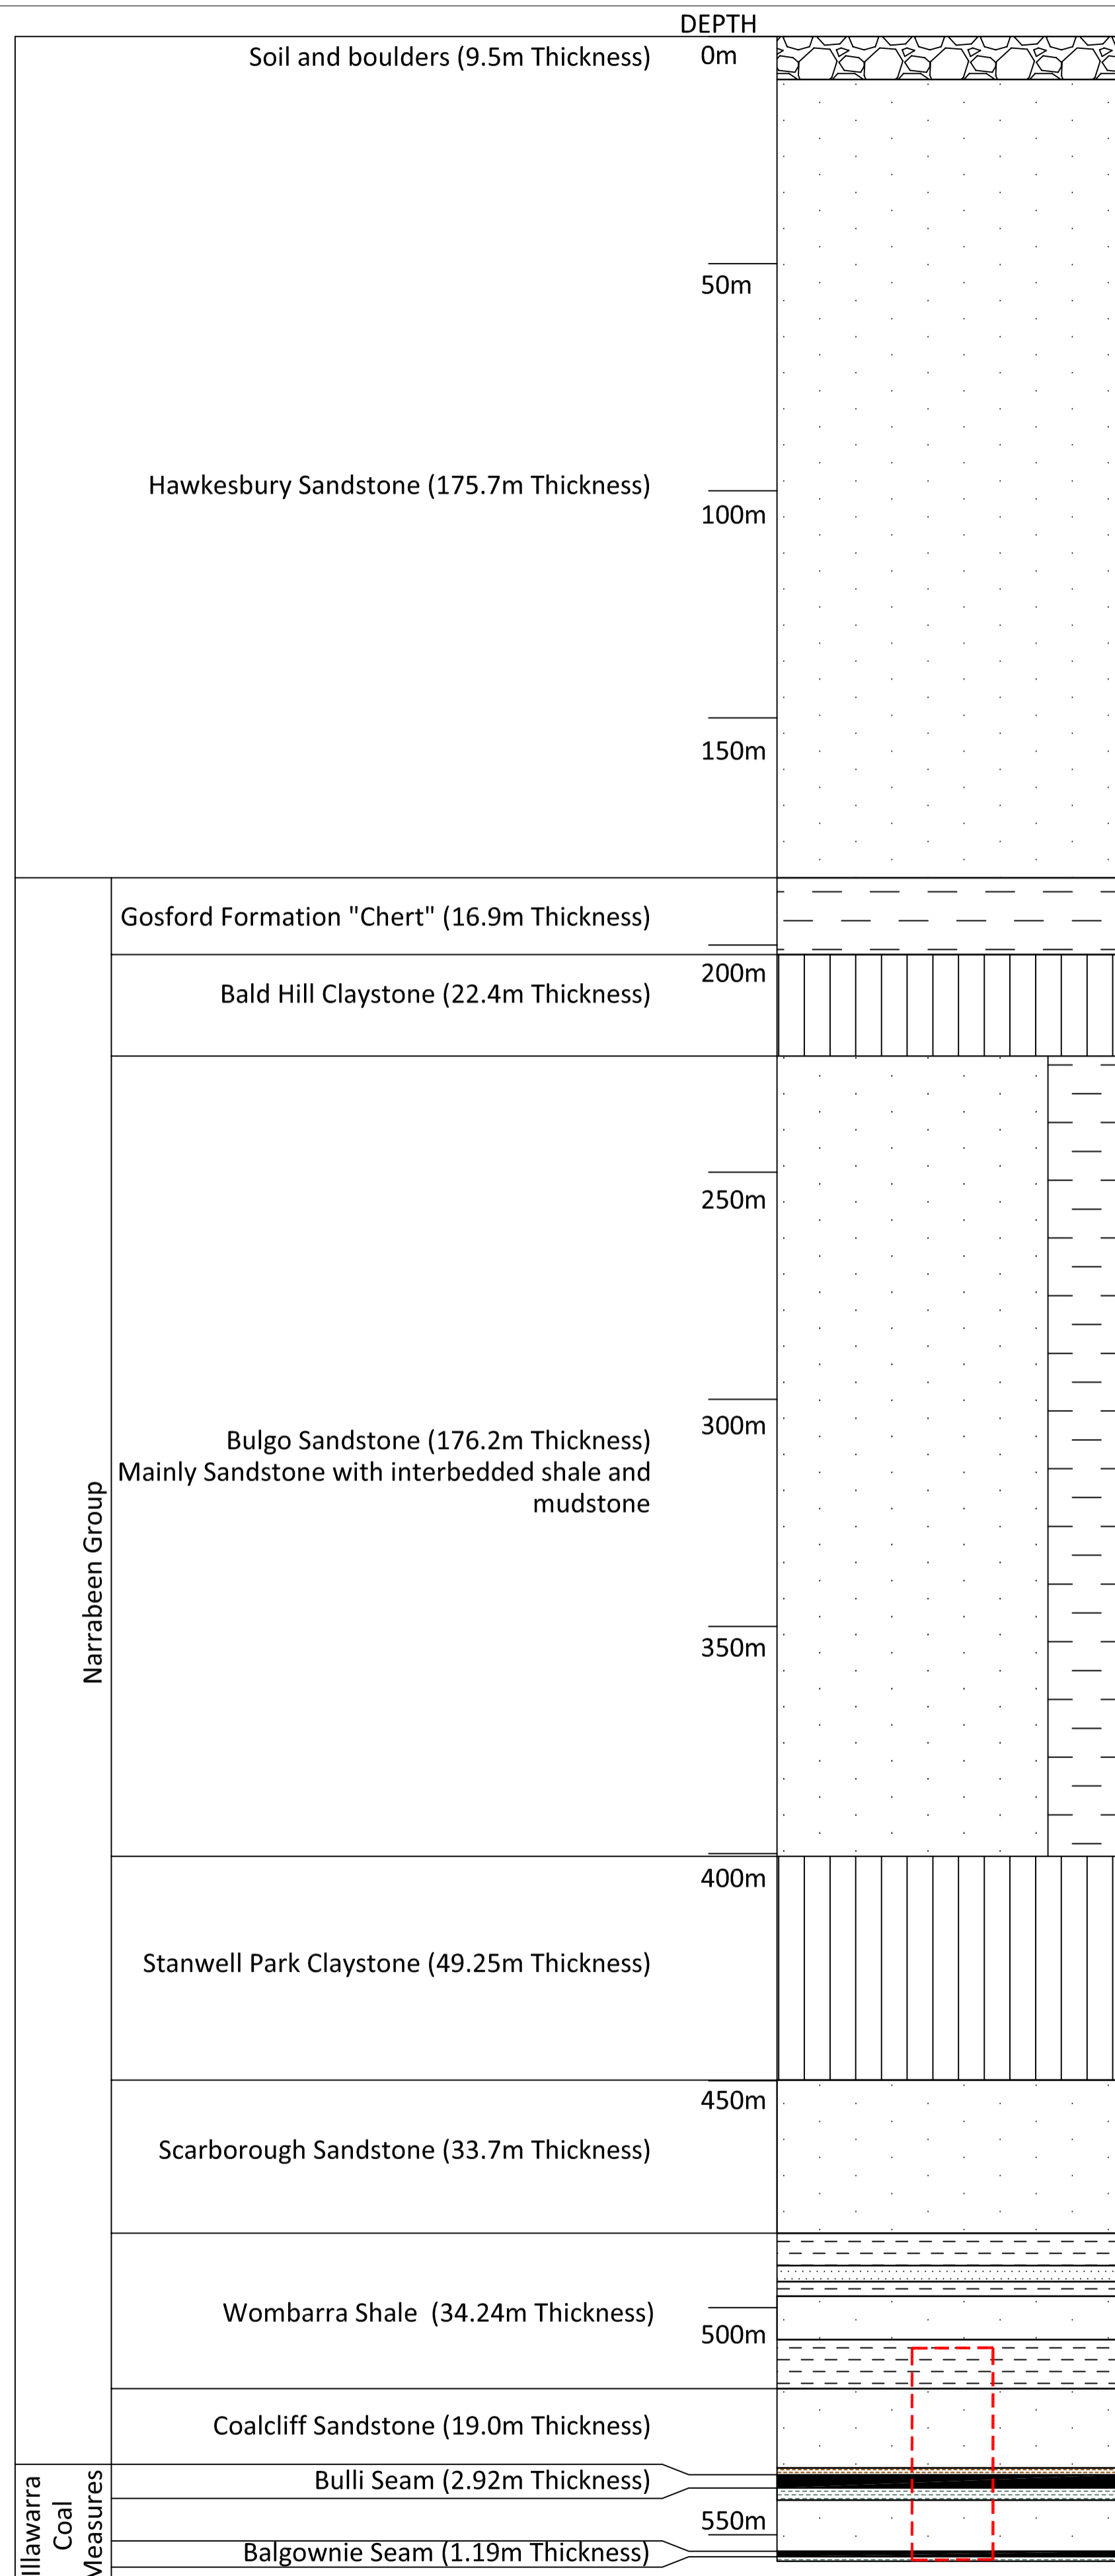 DEPTH
Soil and boulders (9.5m Thickness)
0m
50m
Hawkesbury Sandstone (175.7m Thickness)
100m
150m
Gosford Formation "Chert" (16.9m Thickness)
200m
Bald Hill Claystone (22.4m Thickness)
250m
300m
Bulgo Sandstone (176.2m Thickness)
Mainly Sandstone with interbedded shale and
mudstone
Narrabeen Group
350m
400m
Stanwell Park Claystone (49.25m Thickness)
450m
Scarborough Sandstone (33.7m Thickness)
Wombarra Shale (34.24m Thickness)
500m
Coalcliff Sandstone (19.0m Thickness)
Illawarra
Coal
Measures
Bulli Seam (2.92m Thickness)
550m
Balgownie Seam (1.19m Thickness)